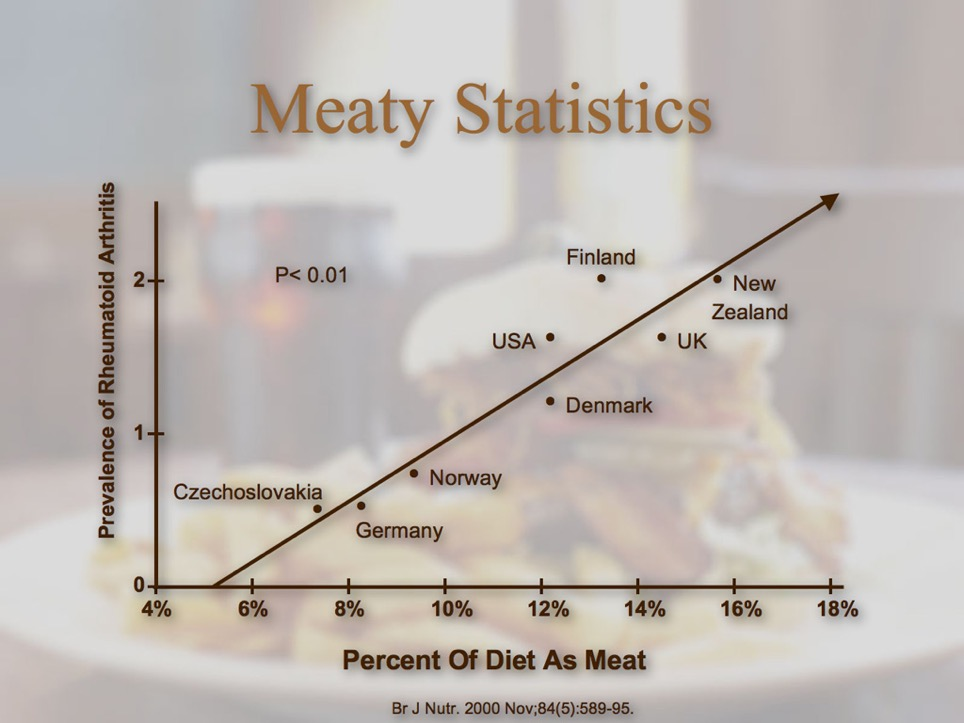 Meaty Statistics
Prevalence of Rheumatoid Arthritis
2
1
0
P< 0.01
Finland
New
Zealand
USA
UK
Denmark
Norway
Czechoslovakia
Germany
4% 6% 8% 10% 12% 14% 16% 18%
Percent Of Diet As Meat
Br J Nutr. 2000 Nov;84(5):589-95.